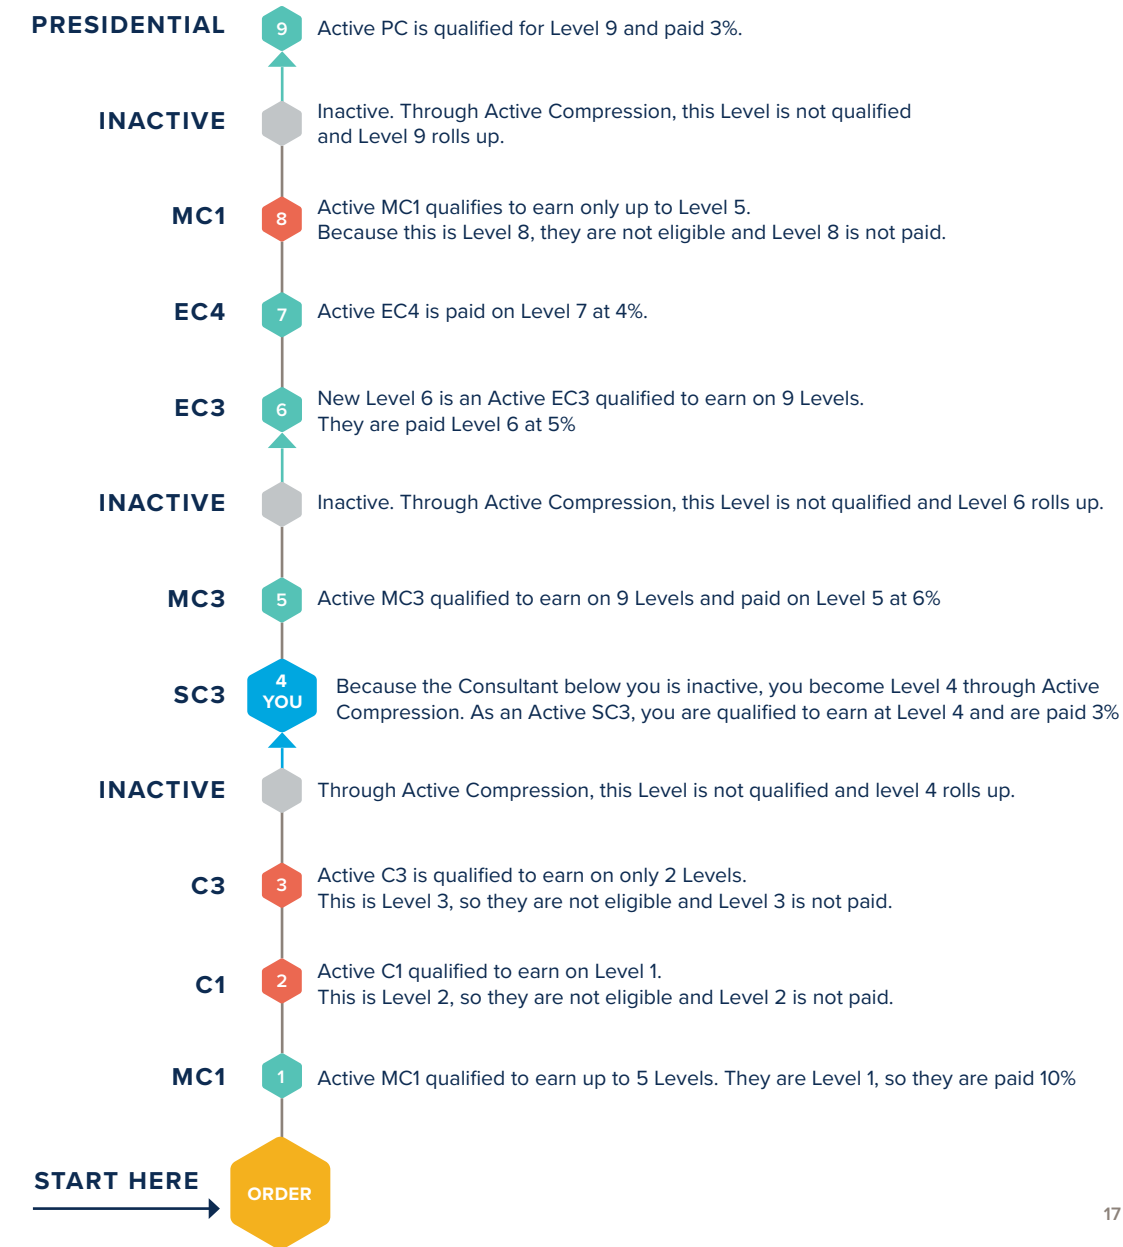 PRESIDENTIAL
9
Active PC is qualified for Level 9 and paid 3%.
INACTIVE
Inactive. Through Active Compression, this Level is not qualified
and Level 9 rolls up.
MC1
8
Active MC1 qualifies to earn only up to Level 5.
Because this is Level 8, they are not eligible and Level 8 is not paid.
EC4
7
Active EC4 is paid on Level 7 at 4%.
EC3
6
New Level 6 is an Active EC3 qualified to earn on 9 Levels.
They are paid Level 6 at 5%
INACTIVE
Inactive. Through Active Compression, this Level is not qualified and Level 6 rolls up.
MC3
5
Active MC3 qualified to earn on 9 Levels and paid on Level 5 at 6%
SC3
4
YOU
Because the Consultant below you is inactive, you become Level 4 through Active
Compression. As an Active SC3, you are qualified to earn at Level 4 and are paid 3%
INACTIVE
Through Active Compression, this Level is not qualified and level 4 rolls up.
C3
3
Active C3 is qualified to earn on only 2 Levels.
This is Level 3, so they are not eligible and Level 3 is not paid.
C1
2
Active C1 qualified to earn on Level 1.
This is Level 2, so they are not eligible and Level 2 is not paid.
MC1
1
Active MC1 qualified to earn up to 5 Levels. They are Level 1, so they are paid 10%
START HERE
ORDER
17